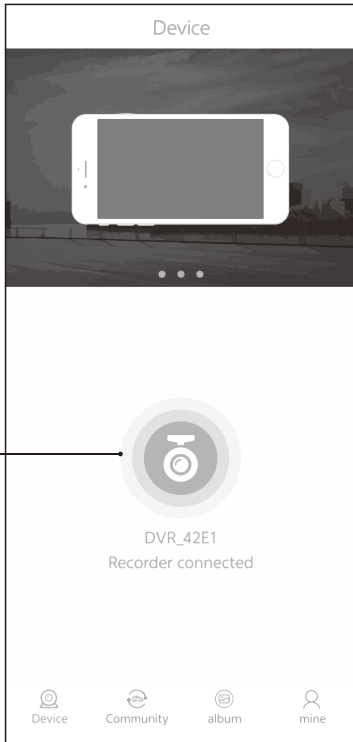 Device
DVR_42E1
Recorder connected
Device
Community
album
mine